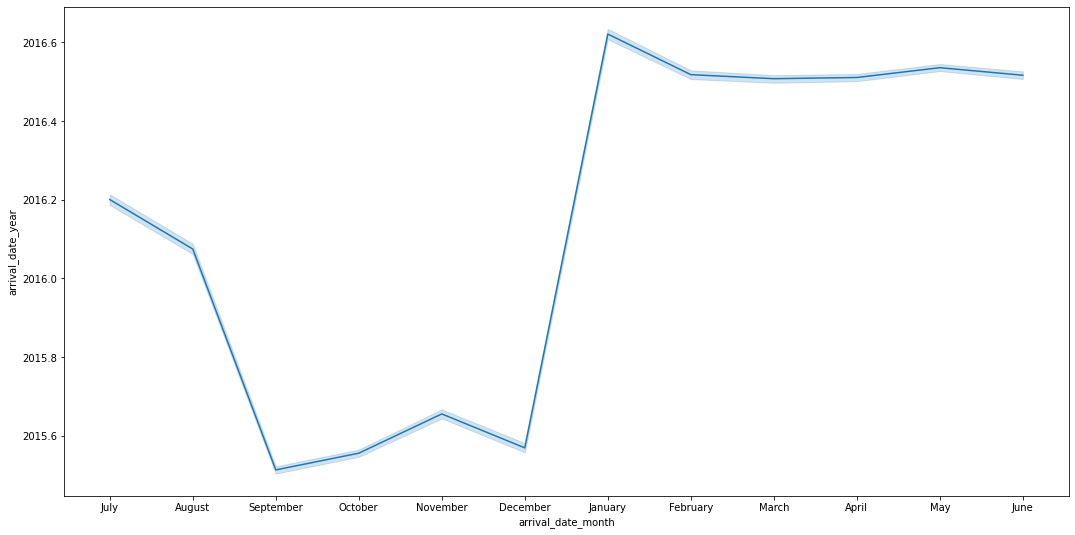 2016.6
2016.4
2016.2
2016.0
2015.8
2015.6
arrival_date_year
July August September October November December January February March April May June
arrival_date_month